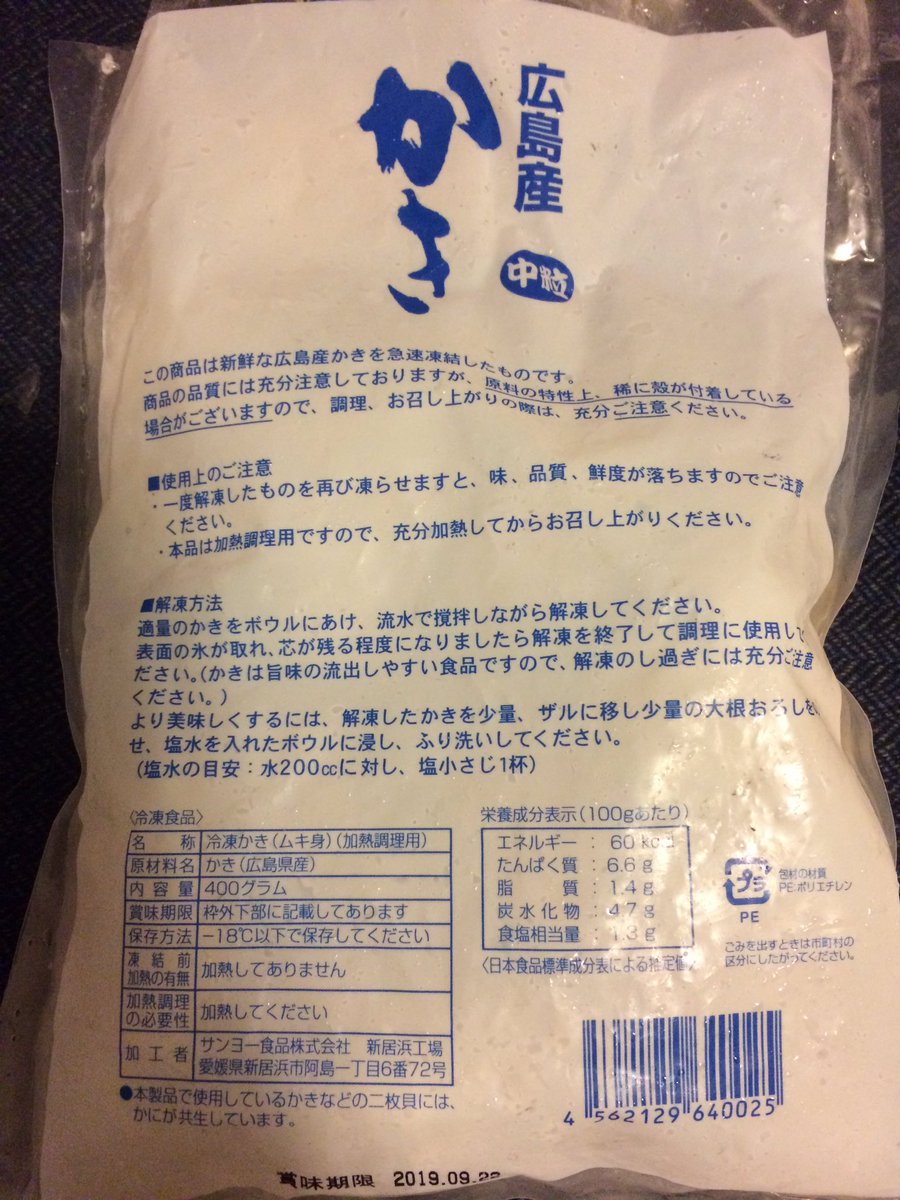 広島産
かき
中粒
この商品は新鮮な広島産かきを急速凍結したものです。
商品の品質には充分注意しておりますが、原料の特性上、稀に殻が付着している
場合がございますので、調理、お召し上がりの際は、充分ご注意ください。
■使用上のご注意
・一度解凍したものを再び凍らせますと、味、品質、鮮度が落ちますのでご注意
ください。
・本品は加熱調理用ですので、充分加熱してからお召し上がりください。
■解凍方法
適量のかきをボウルにあけ、流水で撹拌しながら解凍してください。
表面の氷が取れ、芯が残る程度になりましたら解凍を終了して調理に使用し
ださい。(かきは旨味の流出しやすい食品ですので、解凍のし過ぎには充分ご注意
ください。)
より美味しくするには、解凍したかきを少量、ザルに移し少量の大根おろしを
せ、塩水を入れたボウルに浸し、ふり洗いしてください。
(塩水の目安:水200ccに対し、塩小さじ1杯)
〈冷凍食品〉
名称 冷凍かき(ムキ身)(加熱調理用)
原材料名 かき(広島県産)
内容量 400グラム
賞味期限 枠外下部に記載してあります
保存方法 −18℃以下で保存してください
凍結前
加熱の有無 加熱してありません
加熱調理
の必要性 加熱してください
加工者 サンヨー食品株式会社 新居浜工場
愛媛県新居浜市阿島一丁目6番72号
●本製品で使用しているかきなどの二枚貝には、
かにが共生しています。
栄養成分表示(100gあたり)
エネルギー : 60 kcal
たんぱく質 : 6.6 g
脂質 : 1.4 g
炭水化物 : 4.7 g
食塩相当量 : 1.3 g
〈日本食品標準成分表による推定値〉
プラ
PE
包材の材質
PE:ポリエチレン
ごみを出すときは市町村の
区分にしたがってください。
4 562129 640025
賞味期限 2019.09.